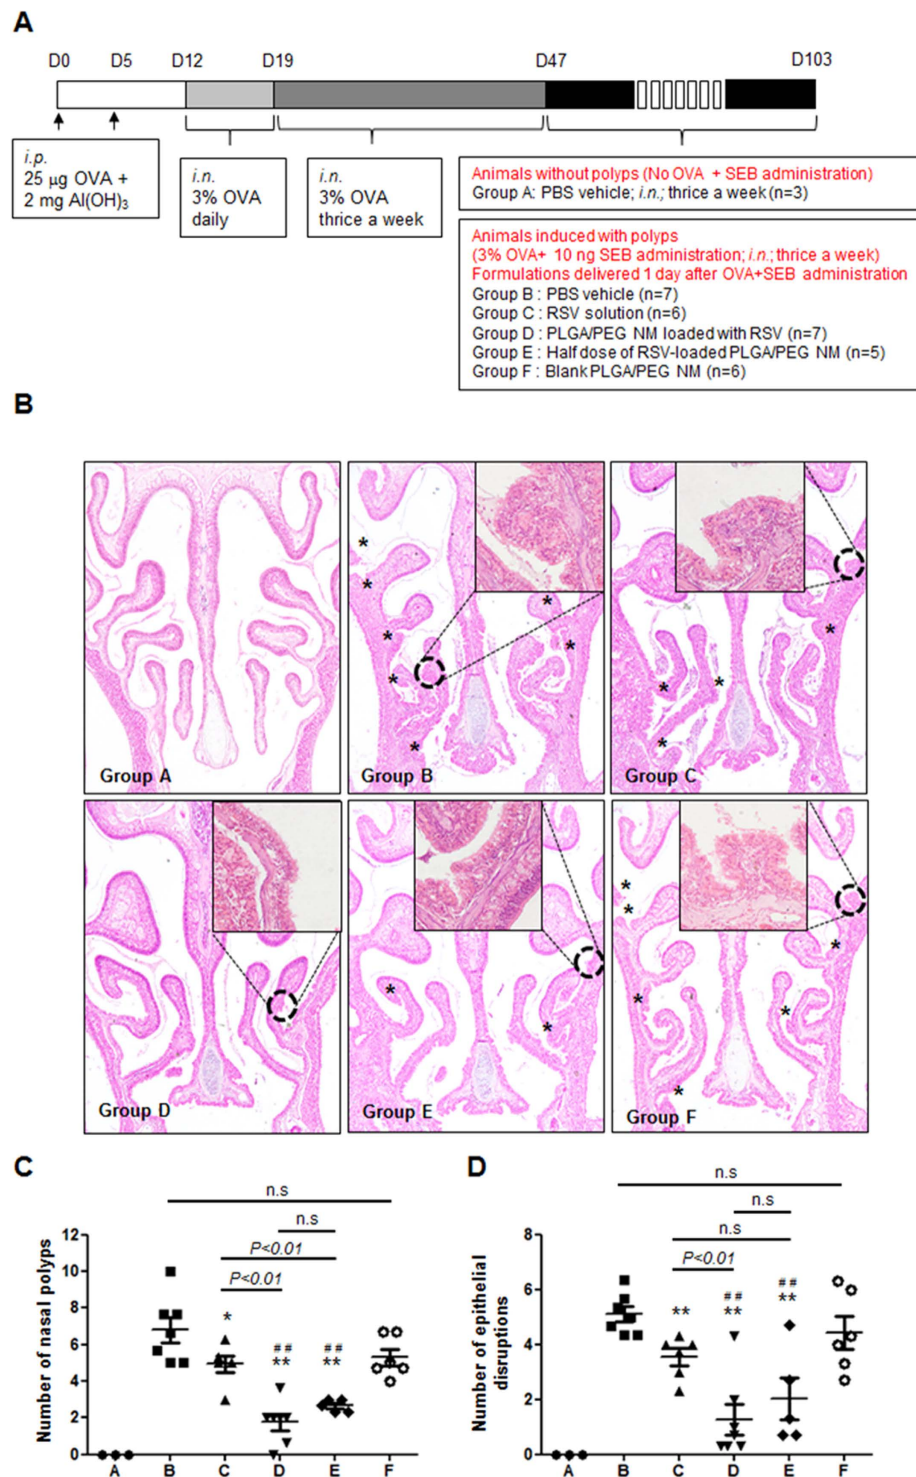 A
D0 D5 D12 D19 D47 D103
i.p.
25 µg OVA +
2 mg Al(OH)₃
i.n.
3% OVA
daily
i.n.
3% OVA
thrice a week
Animals without polyps (No OVA + SEB administration)
Group A: PBS vehicle; i.n.; thrice a week (n=3)
Animals induced with polyps
(3% OVA+ 10 ng SEB administration; i.n.; thrice a week)
Formulations delivered 1 day after OVA+SEB administration
Group B : PBS vehicle (n=7)
Group C : RSV solution (n=6)
Group D : PLGA/PEG NM loaded with RSV (n=7)
Group E : Half dose of RSV-loaded PLGA/PEG NM (n=5)
Group F : Blank PLGA/PEG NM (n=6)
B
* * * * * * *
* * * *
Group A
Group B
Group C
* *
* * * * * *
Group D
Group E
Group F
C
n.s
n.s
P<0.01
P<0.01
*
## ##
** **
Number of nasal polyps
12
10
8
6
4
2
0
A B C D E F
D
n.s
n.s
n.s
P<0.01
**
## ##
** **
Number of epithelial
disruptions
8
6
4
2
0
A B C D E F